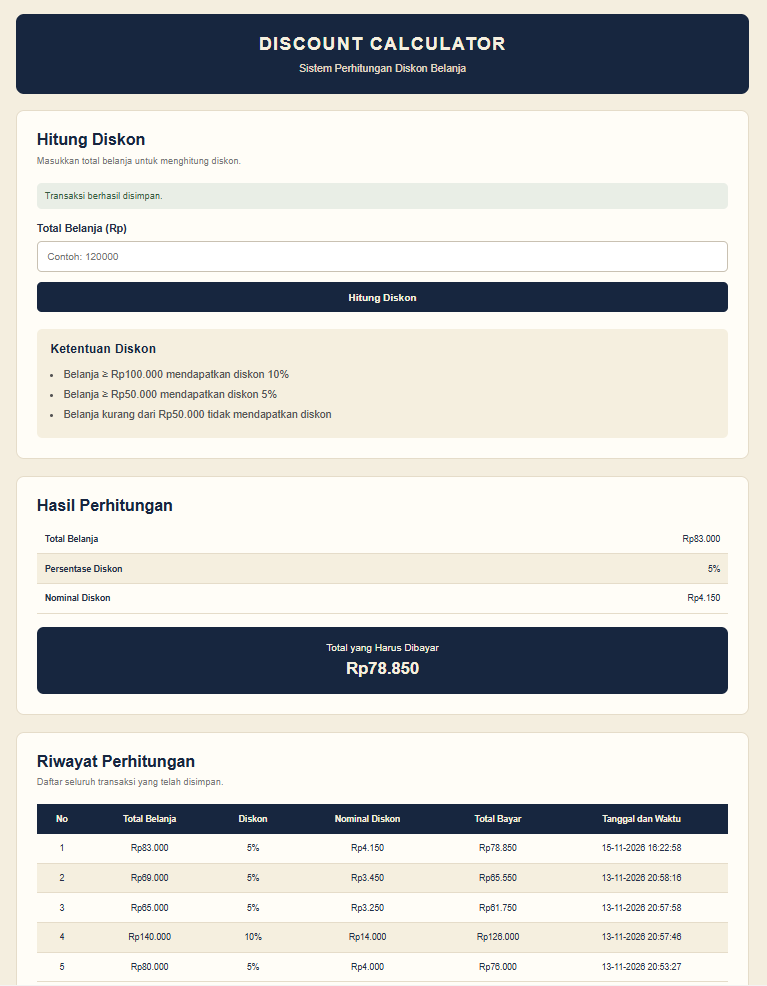 DISCOUNT CALCULATOR
Sistem Perhitungan Diskon Belanja
Hitung Diskon
Masukkan total belanja untuk menghitung diskon.
Transaksi berhasil disimpan.
Total Belanja (Rp)
Contoh: 120000
Hitung Diskon
Ketentuan Diskon
• Belanja ≥ Rp100.000 mendapatkan diskon 10%
• Belanja ≥ Rp50.000 mendapatkan diskon 5%
• Belanja kurang dari Rp50.000 tidak mendapatkan diskon
Hasil Perhitungan
Total Belanja Rp83.000
Persentase Diskon 5%
Nominal Diskon Rp4.150
Total yang Harus Dibayar
Rp78.850
Riwayat Perhitungan
Daftar seluruh transaksi yang telah disimpan.
No Total Belanja Diskon Nominal Diskon Total Bayar Tanggal dan Waktu
1 Rp83.000 5% Rp4.150 Rp78.850 15-11-2026 16:22:58
2 Rp69.000 5% Rp3.450 Rp65.550 13-11-2026 20:58:16
3 Rp65.000 5% Rp3.250 Rp61.750 13-11-2026 20:57:58
4 Rp140.000 10% Rp14.000 Rp126.000 13-11-2026 20:57:46
5 Rp80.000 5% Rp4.000 Rp76.000 13-11-2026 20:53:27